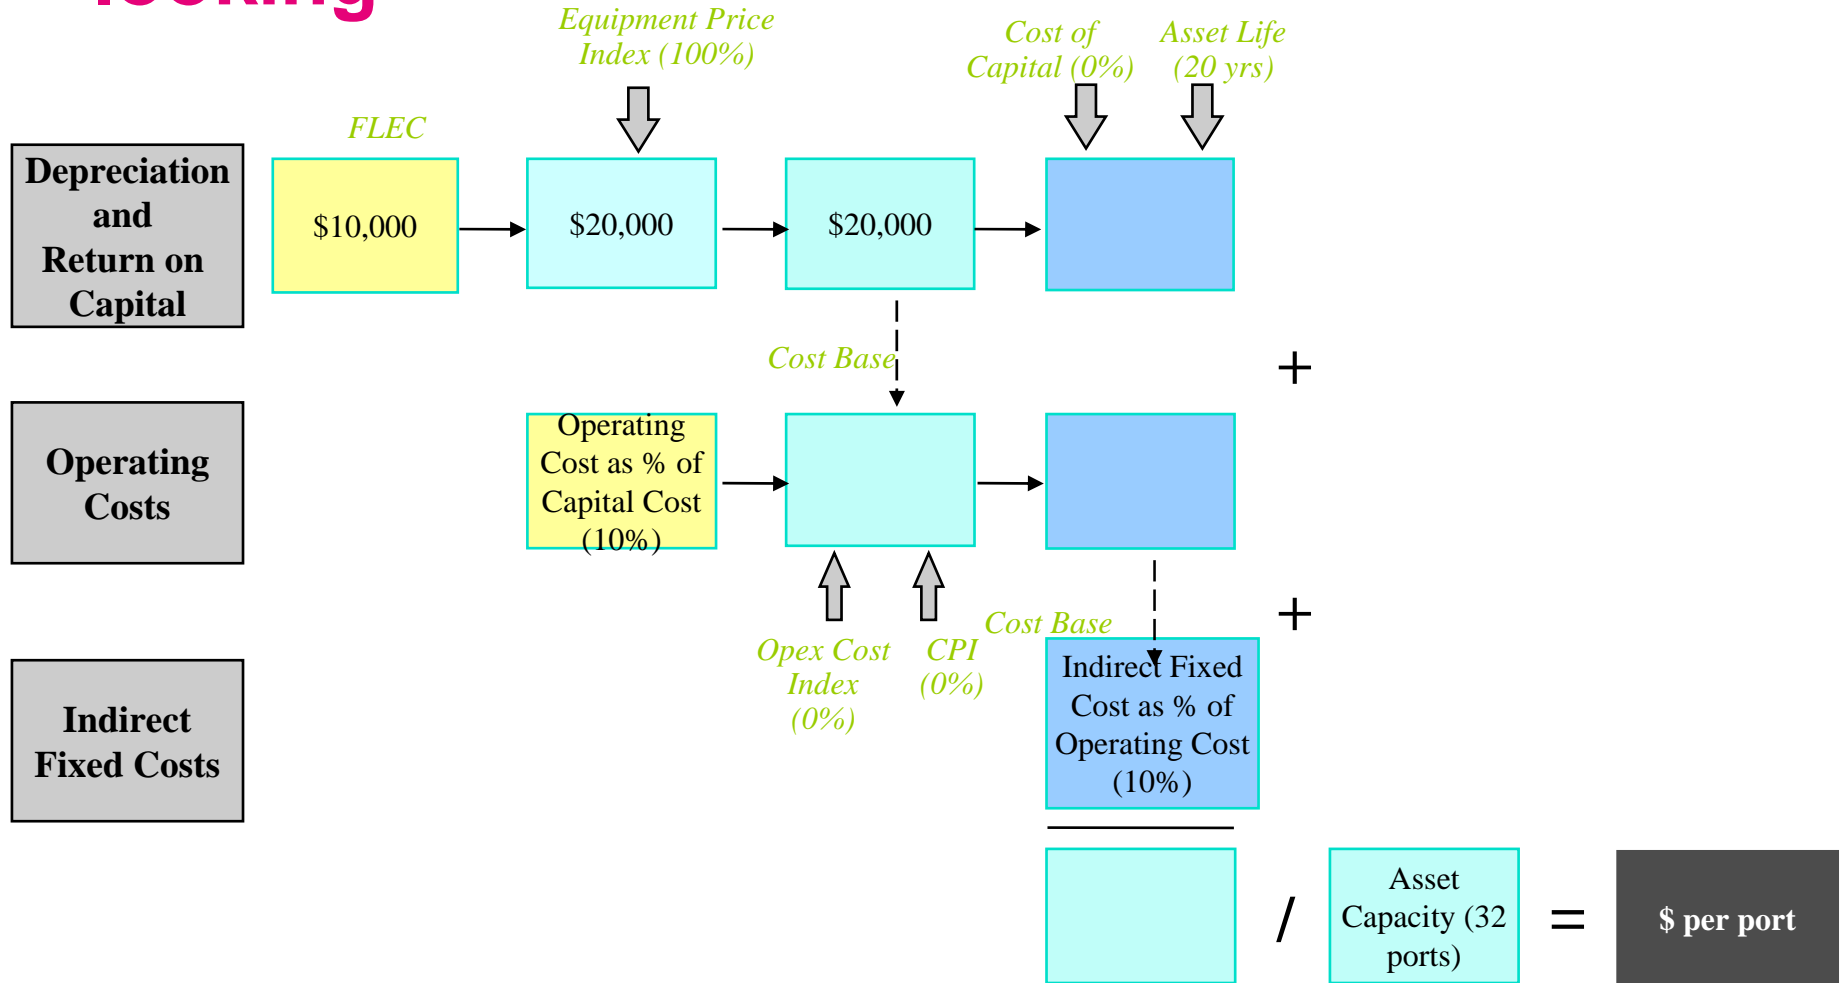 looking
Equipment Price
Index (100%)
Cost of
Capital (0%)
Asset Life
(20 yrs)
FLEC
Depreciation
and
Return on
Capital
$10,000
$20,000
$20,000
Cost Base
+
Operating
Costs
Operating
Cost as % of
Capital Cost
(10%)
Opex Cost
Index
(0%)
CPI
(0%)
Cost Base
+
Indirect
Fixed Costs
Indirect Fixed
Cost as % of
Operating Cost
(10%)
/
Asset
Capacity (32
ports)
=
$ per port